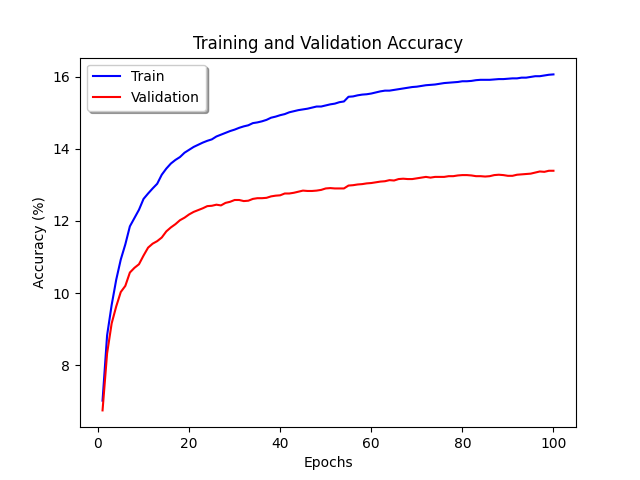 Training and Validation Accuracy
Train
Validation
Accuracy (%)
16
14
12
10
8
0 20 40 60 80 100
Epochs